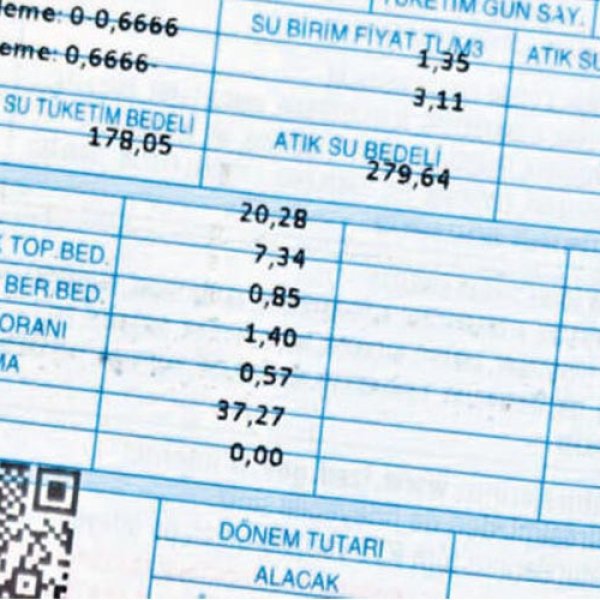 TÜKETİM GÜN SAY.
leme: 0-0,6666
SU BİRİM FİYAT TL/M3
1,35
ATIK SU
eme: 0,6666-
3,11
SU TÜKETİM BEDELİ
178,05
ATIK SU BEDELİ
279,64
20,28
TOP.BED.
7,34
BER.BED.
0,85
ORANI
1,40
MA
0,57
37,27
0,00
DÖNEM TUTARI
ALACAK